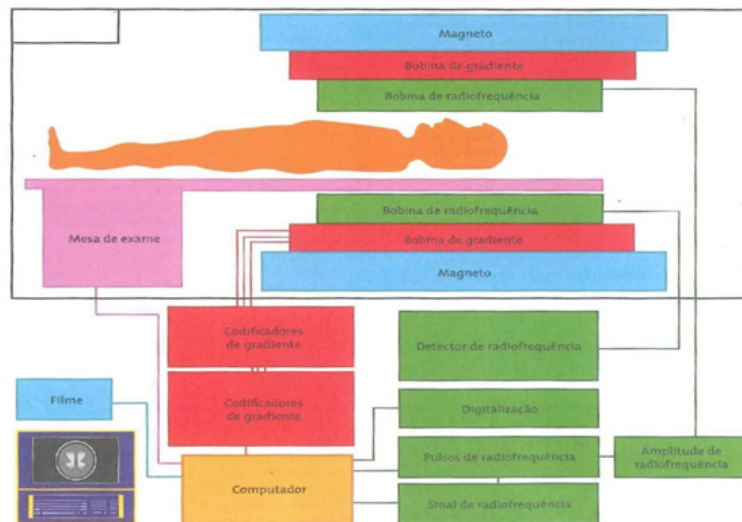 Magneto
Bobina de gradiente
Bobina de radiofrequência
Bobina de radiofrequência
Mesa de exame
Bobina de gradiente
Magneto
Codificadores
de gradiente
Detector de radiofrequência
Filme
Codificadores
de gradiente
Digitalização
Pulsos de radiofrequência
Amplitude de
radiofrequência
Computador
Sinal de radiofrequência